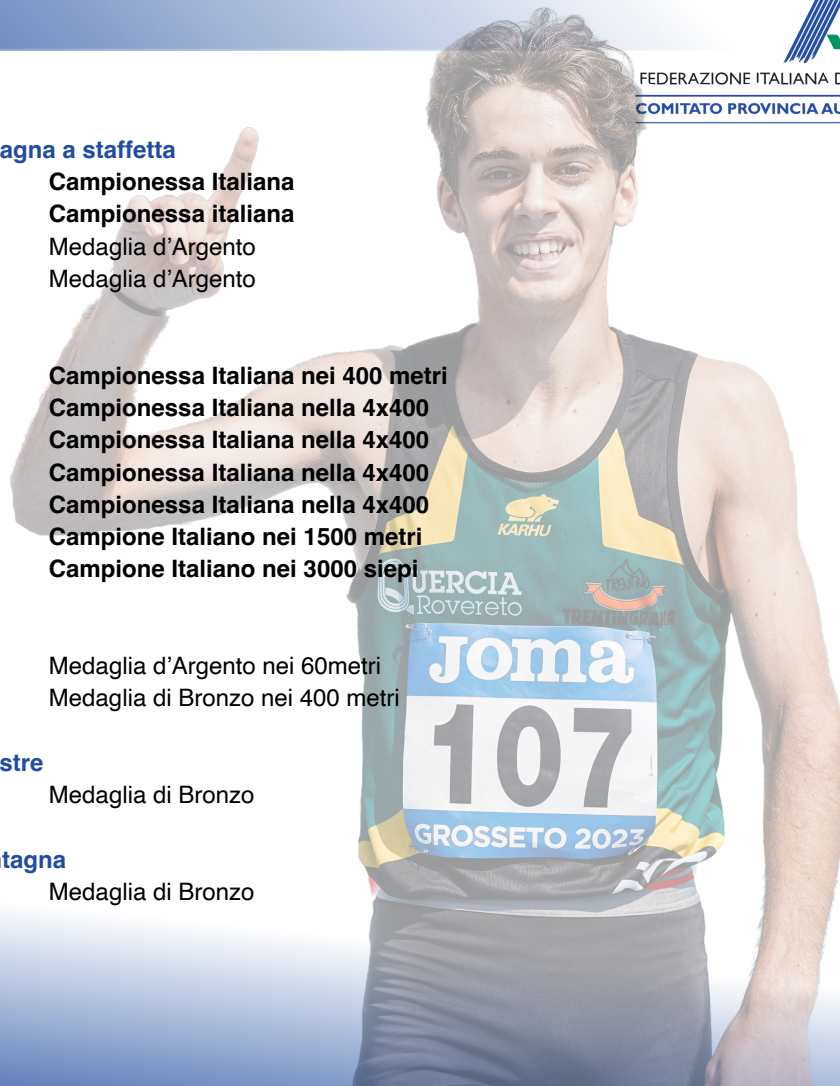 FEDERAZIONE ITALIANA D
COMITATO PROVINCIA AU
agna a staffetta
Campionessa Italiana
Campionessa italiana
Medaglia d’Argento
Medaglia d’Argento
Campionessa Italiana nei 400 metri
Campionessa Italiana nella 4x400
Campionessa Italiana nella 4x400
Campionessa Italiana nella 4x400
Campionessa Italiana nella 4x400
Campione Italiano nei 1500 metri
Campione Italiano nei 3000 siepi
KARHU
QUERCIA
Rovereto
TRENTINGRANA
Medaglia d’Argento nei 60metri
Medaglia di Bronzo nei 400 metri
Joma
107
GROSSETO 2023
stre
Medaglia di Bronzo
ntagna
Medaglia di Bronzo